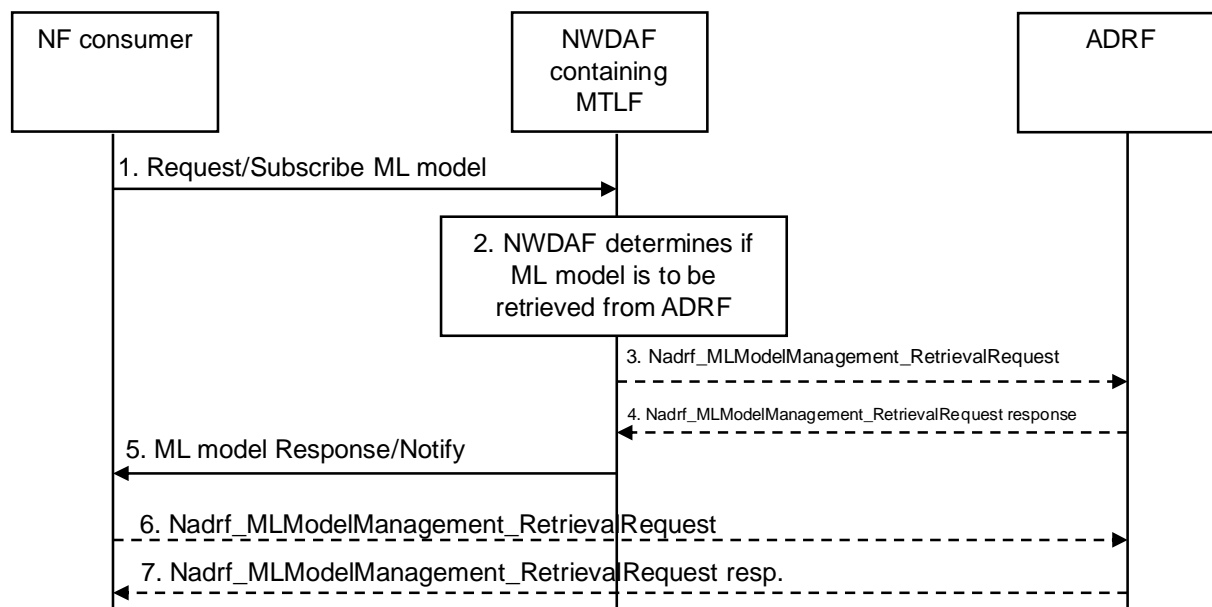 NF consumer
NWDAF
containing
MTLF
ADRF
1. Request/Subscribe ML model
2. NWDAF determines if
ML model is to be
retrieved from ADRF
3. Nadrf_MLModelManagement_RetrievalRequest
4. Nadrf_MLModelManagement_RetrievalRequest response
5. ML model Response/Notify
6. Nadrf_MLModelManagement_RetrievalRequest
7. Nadrf_MLModelManagement_RetrievalRequest resp.